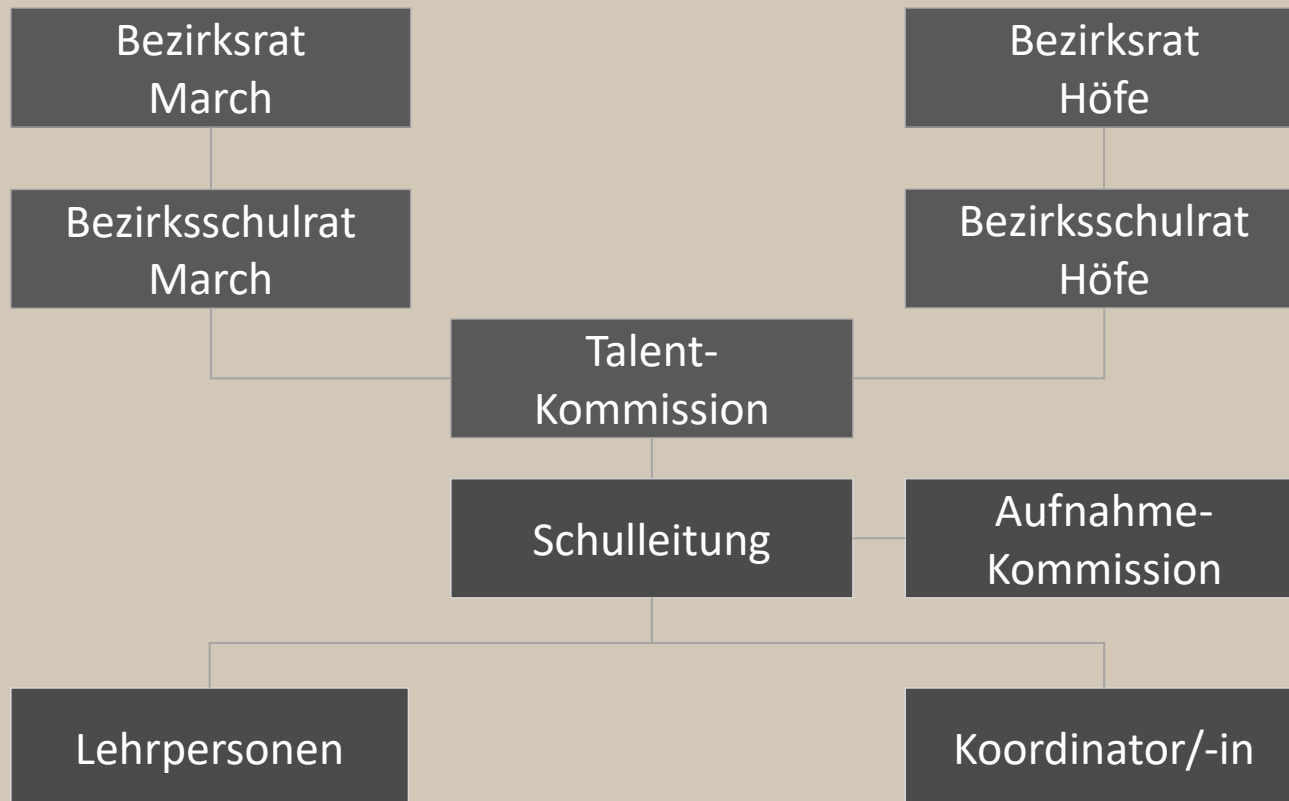 Bezirksrat
March
Bezirksrat
Höfe
Bezirksschulrat
March
Bezirksschulrat
Höfe
Talent-
Kommission
Schulleitung
Aufnahme-
Kommission
Lehrpersonen
Koordinator/-in